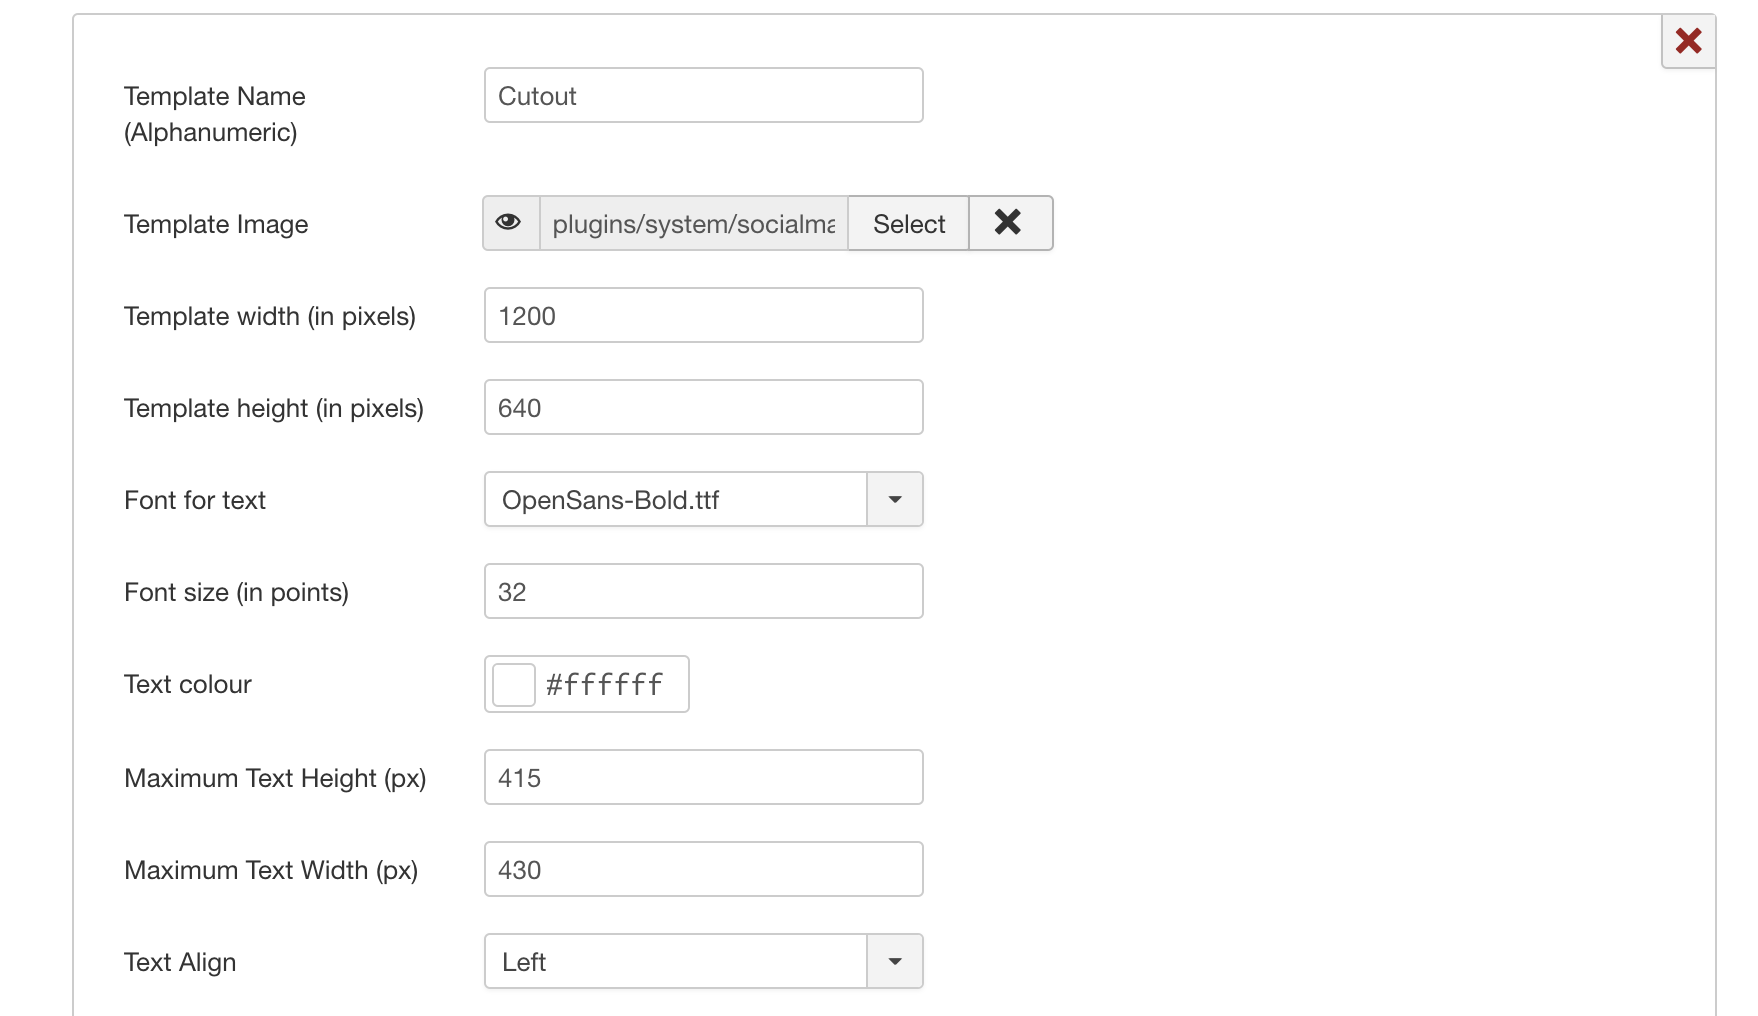 Template Name
(Alphanumeric)
Cutout
Template Image
plugins/system/socialma
Select
Template width (in pixels)
1200
Template height (in pixels)
640
Font for text
OpenSans-Bold.ttf
Font size (in points)
32
Text colour
#ffffff
Maximum Text Height (px)
415
Maximum Text Width (px)
430
Text Align
Left